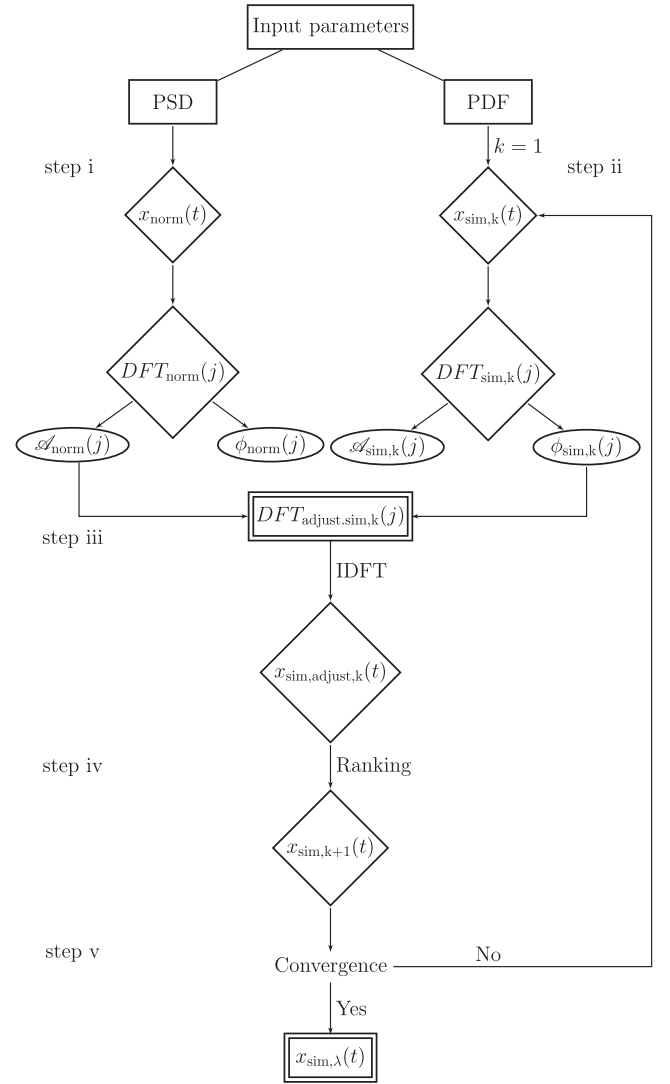 Input parameters
PSD
PDF
k = 1
step i
step ii
x_norm(t)
x_sim,k(t)
DFT_norm(j)
DFT_sim,k(j)
𝒜_norm(j)
ϕ_norm(j)
𝒜_sim,k(j)
ϕ_sim,k(j)
DFT_adjust.sim,k(j)
step iii
IDFT
x_sim,adjust,k(t)
step iv
Ranking
x_sim,k+1(t)
step v
Convergence
No
Yes
x_sim,λ(t)